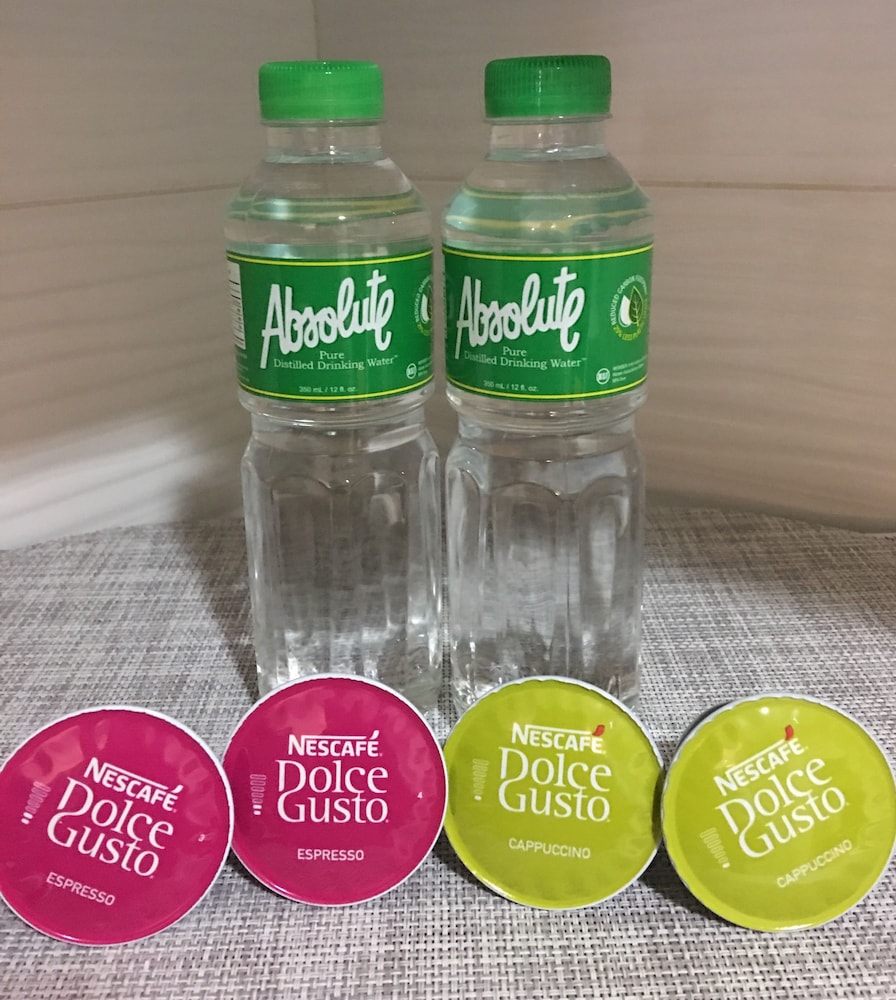 Absolute
Pure
Distilled Drinking Water™
350 mL / 12 fl. oz.
Absolute
Pure
Distilled Drinking Water™
350 mL / 12 fl. oz.
NESCAFÉ
Dolce
Gusto
ESPRESSO
NESCAFÉ
Dolce
Gusto
ESPRESSO
NESCAFÉ
Dolce
Gusto
CAPPUCCINO
NESCAFÉ
Dolce
Gusto
CAPPUCCINO